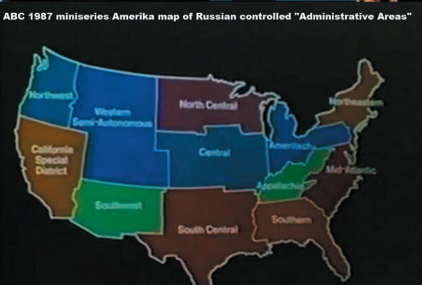 ABC 1987 miniseries Amerika map of Russian controlled "Administrative Areas"
Northwest
Western
Semi-Autonomous
North Central
Northeastern
California
Special
District
Central
Amerilach
Mid-Atlantic
Appalachia
Southwest
South Central
Southern